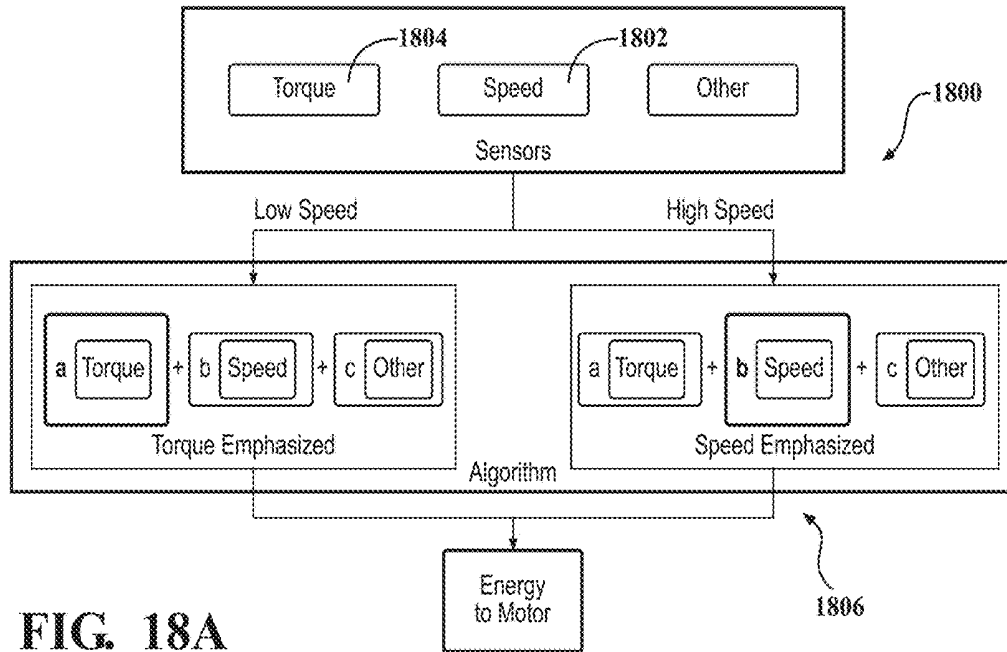 1804 1802
Torque Speed Other
1800
Sensors
Low Speed High Speed
a Torque + b Speed + c Other a Torque + b Speed + c Other
Torque Emphasized Speed Emphasized
Algorithm
Energy
to Motor
1806
FIG. 18A